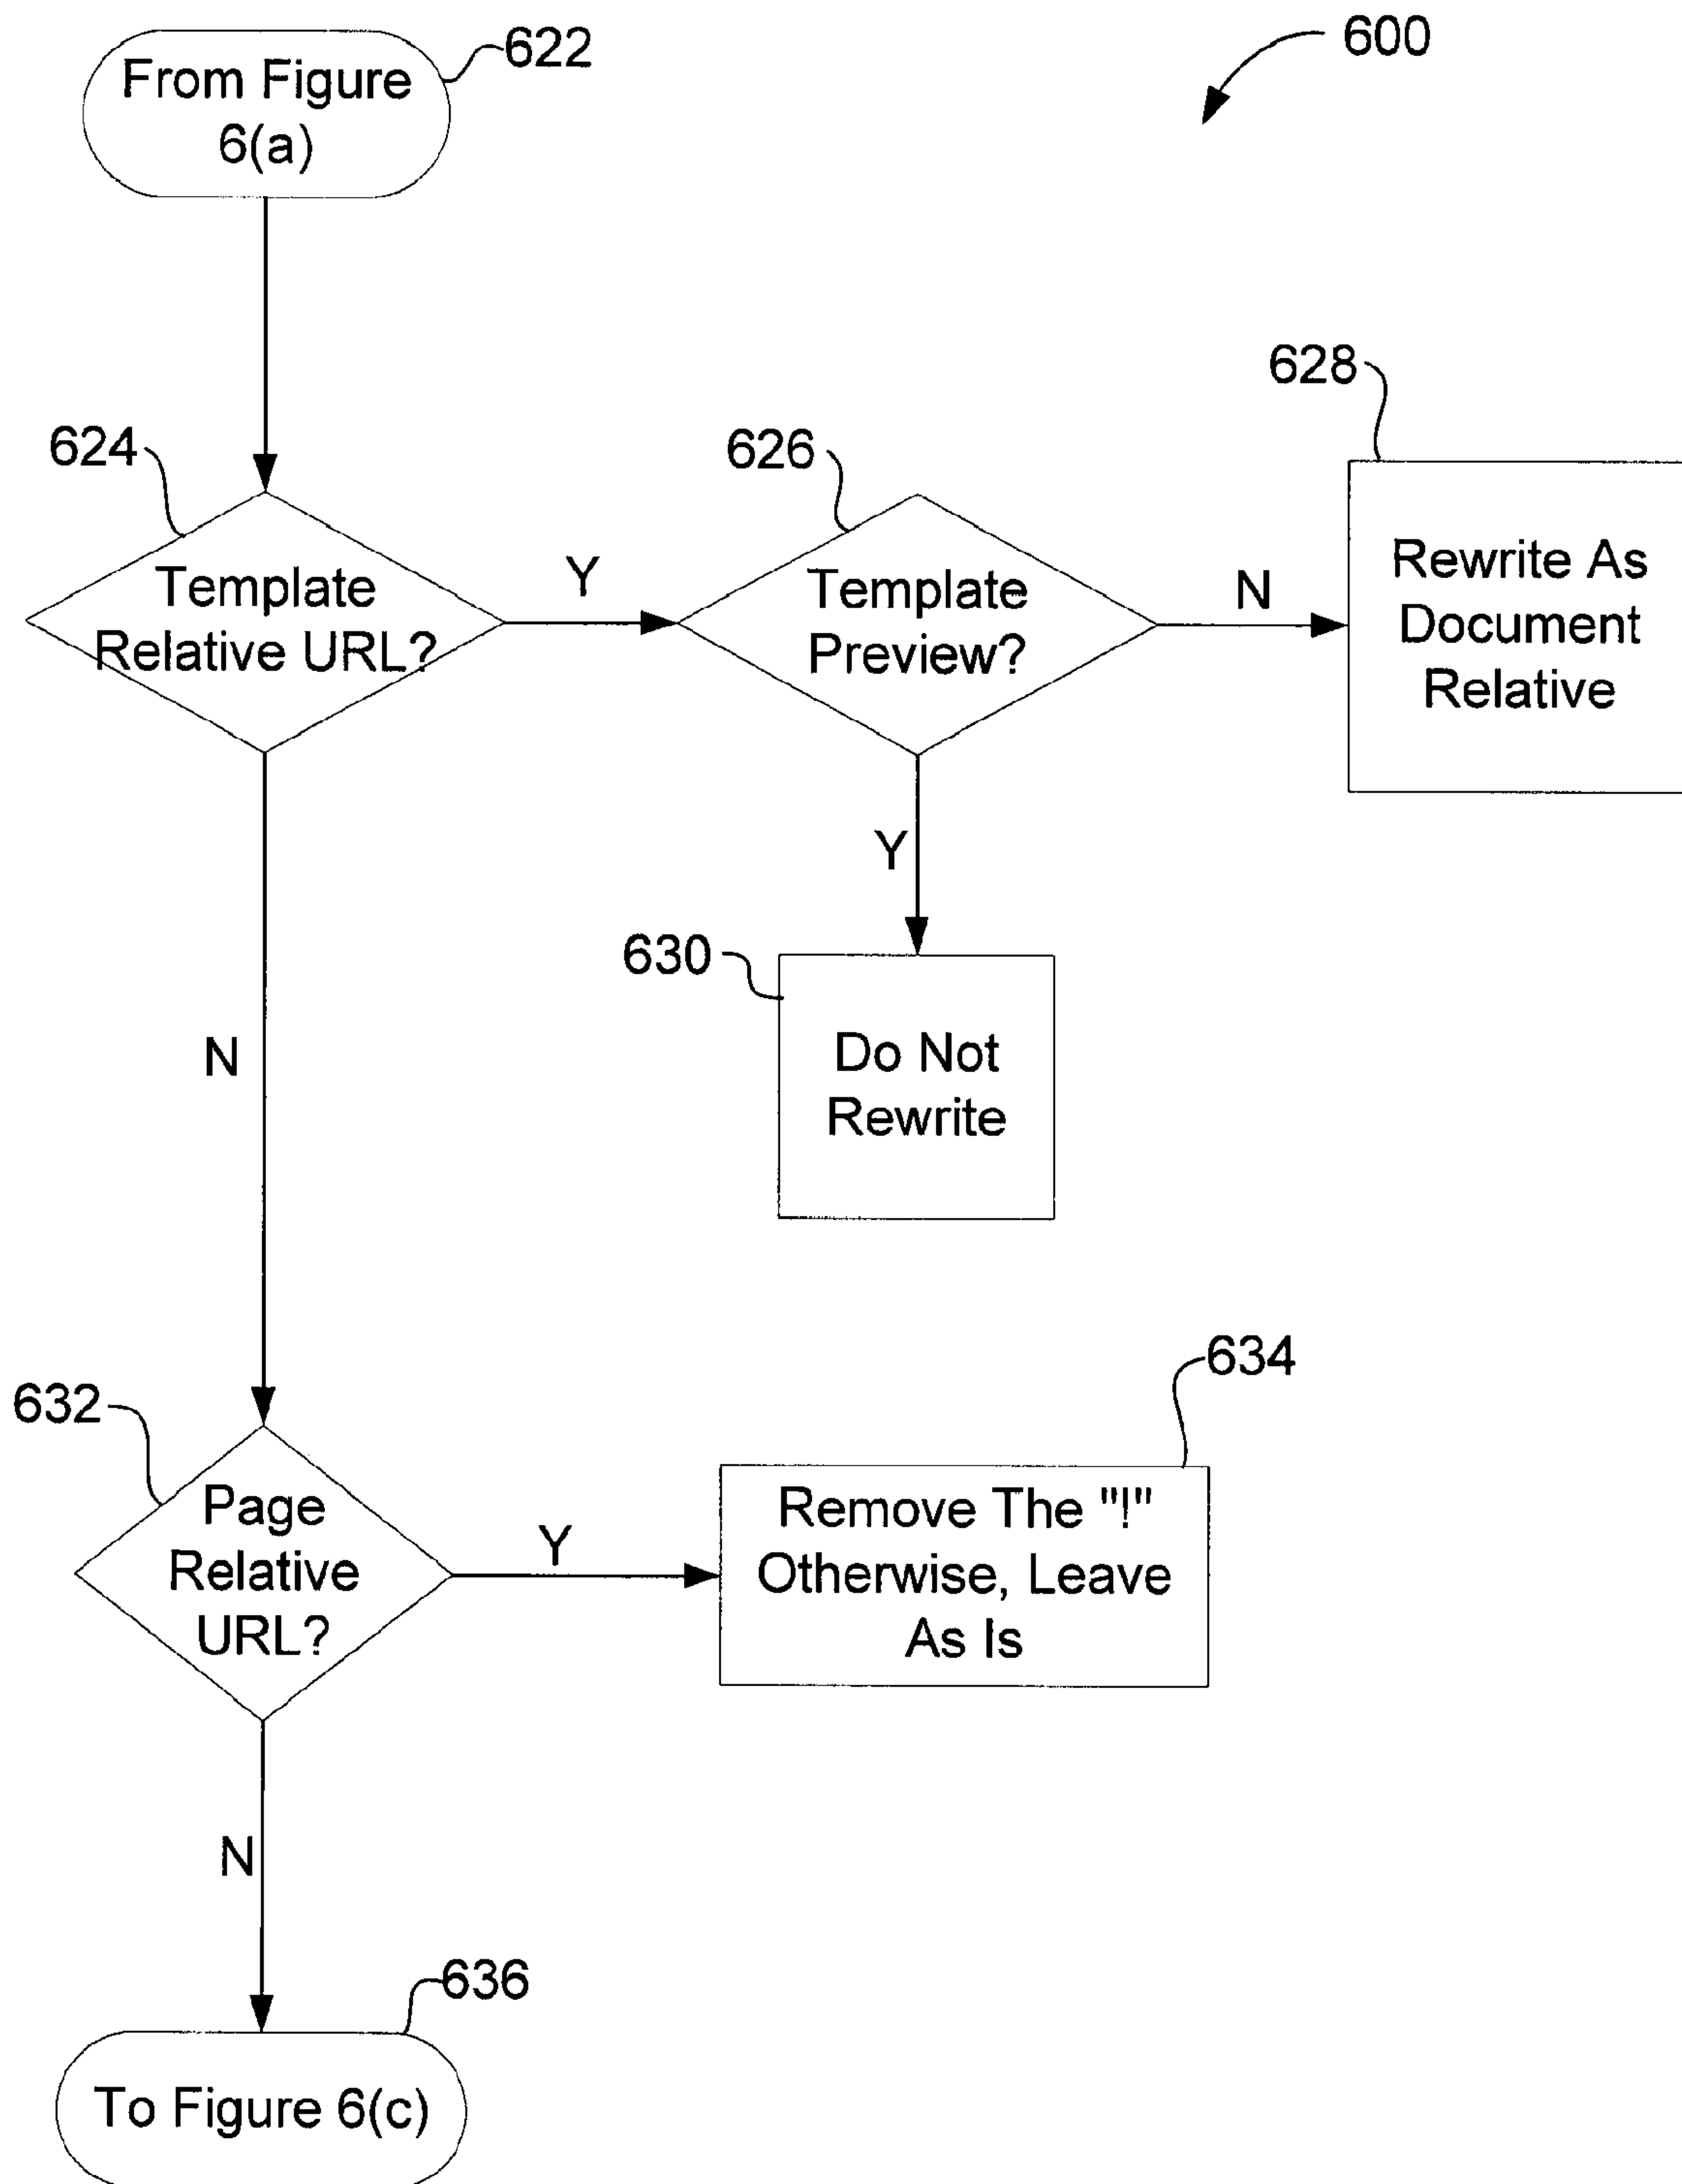 600
622
From Figure
6(a)
624
Template
Relative URL?
Y
626
Template
Preview?
N
628
Rewrite As
Document
Relative
Y
630
Do Not
Rewrite
N
632
Page
Relative
URL?
Y
634
Remove The "!"
Otherwise, Leave
As Is
N
636
To Figure 6(c)